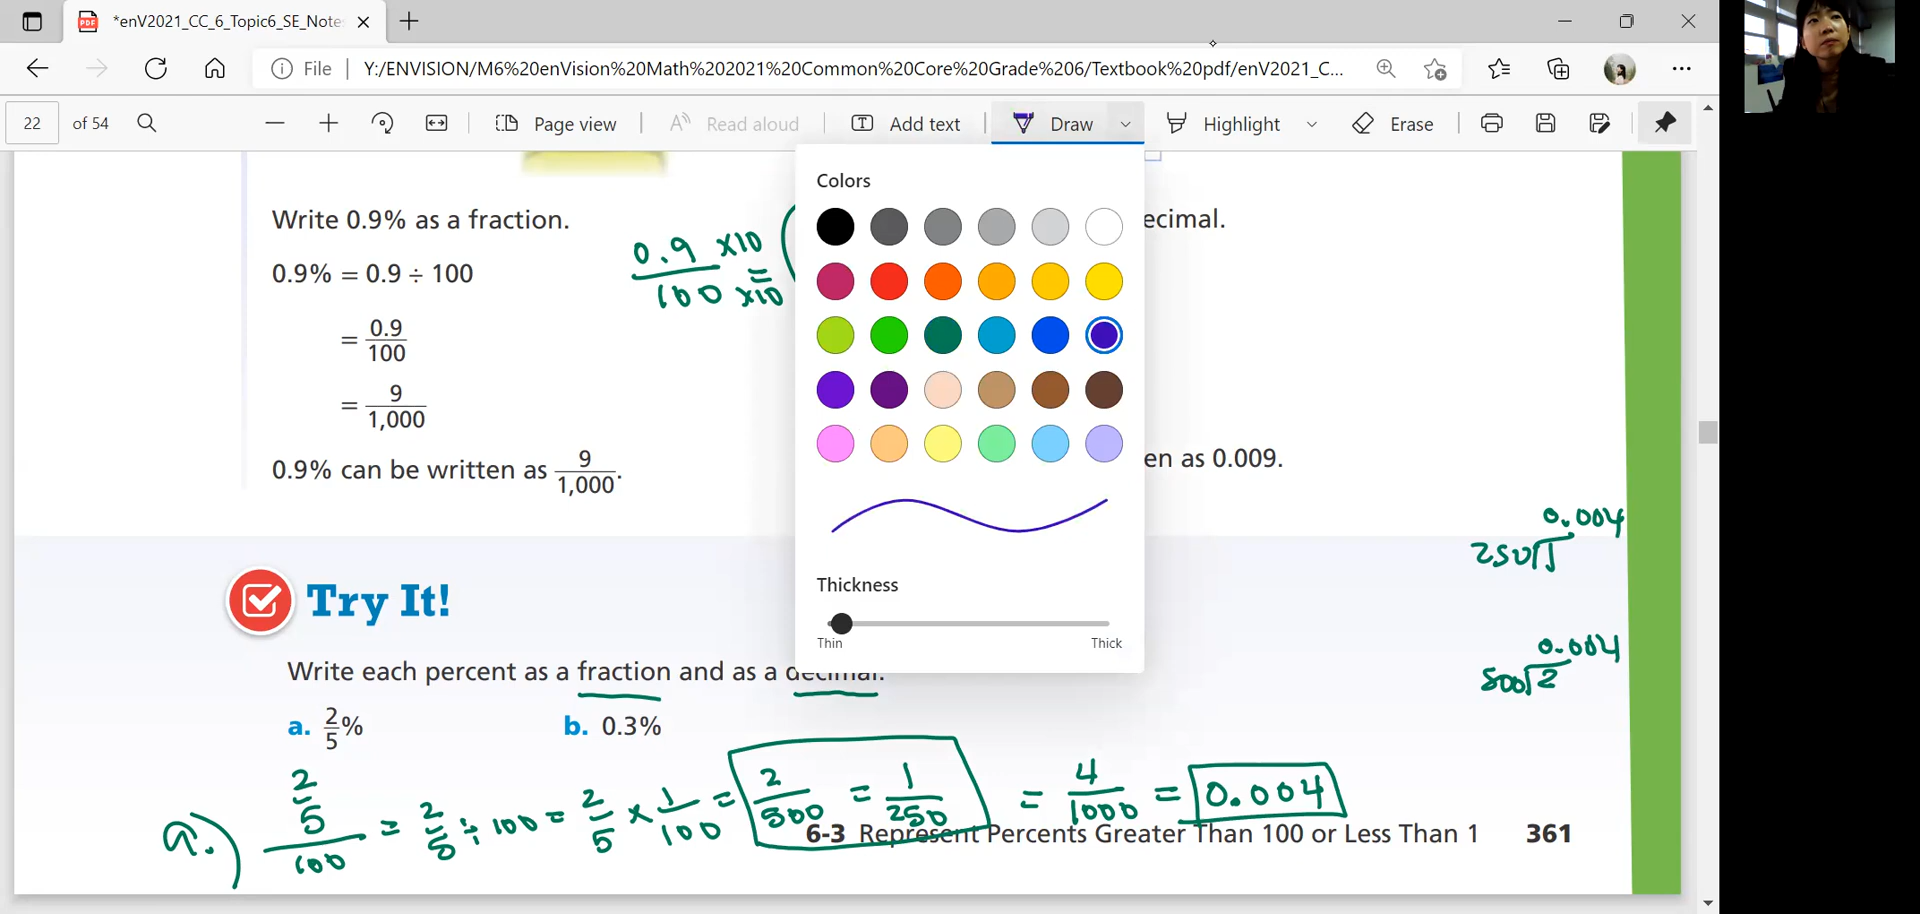 *enV2021_CC_6_Topic6_SE_Note
File
Y:/ENVISION/M6%20enVision%20Math%202021%20Common%20Core%20Grade%206/Textbook%20pdf/enV2021_C...
22 of 54
Page view
Read aloud
Add text
Draw
Highlight
Erase
Colors
Write 0.9% as a fraction.
ecimal.
0.9 ×10
100 ×10 =
0.9% = 0.9 ÷ 100
= 0.9/100
= 9/1,000
0.9% can be written as 9/1,000.
en as 0.009.
Thickness
Thin
Thick
0.004
250√1
0.004
500√2
Try It!
Write each percent as a fraction and as a decimal.
a. 2/5%
b. 0.3%
a.) 2/5/100 = 2/5 ÷ 100 = 2/5 × 1/100 = 2/500 = 1/250 = 4/1000 = 0.004
6-3 Represent Percents Greater Than 100 or Less Than 1 361